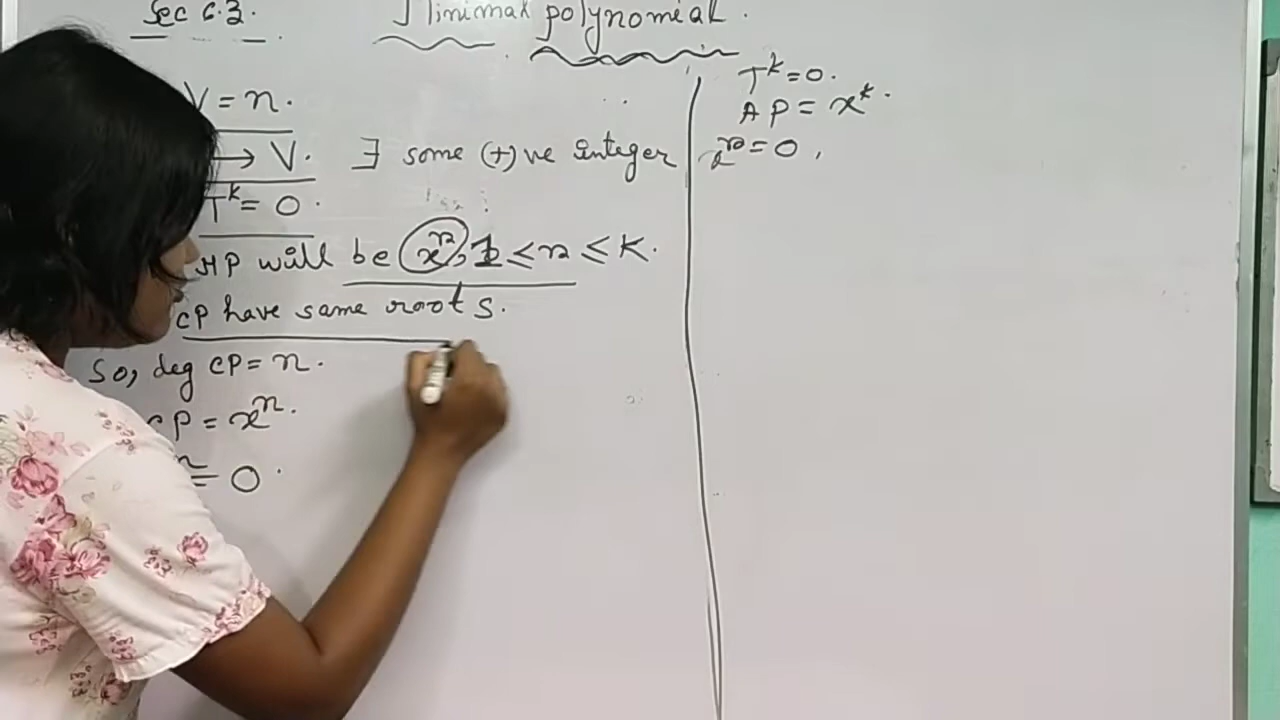 Sec 6.3.
Minimal polynomial.
V = n.
→ V. ∃ some (+)ve integer
T^k = 0.
MP will be x^r, 1 ≤ r ≤ k.
CP have same roots.
So, deg CP = n.
CP = x^n.
n = 0.
T^k = 0.
AP = x^k.
x^r = 0,